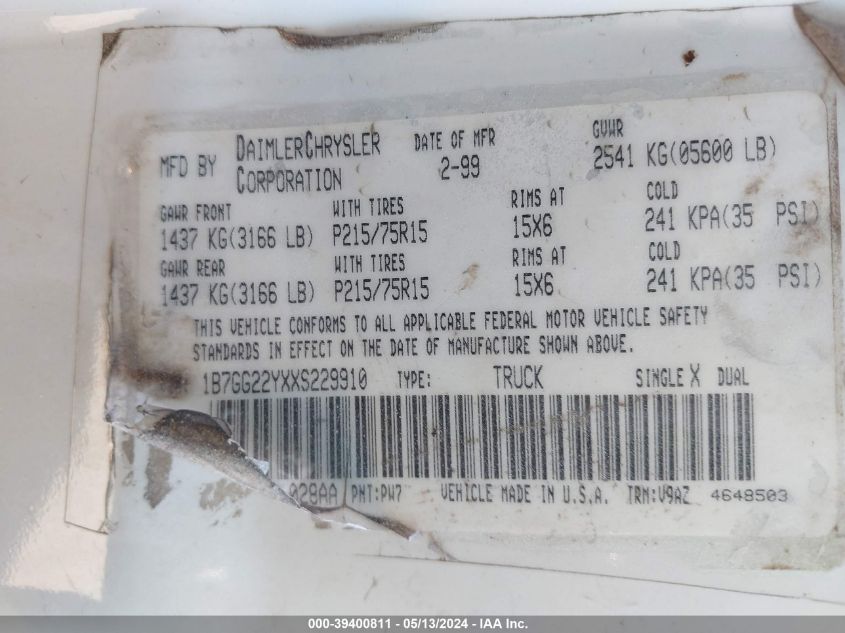 MFD BY DAIMLERCHRYSLER CORPORATION
DATE OF MFR 2-99
GVWR 2541 KG(05600 LB)
GAWR FRONT WITH TIRES RIMS AT COLD
1437 KG(3166 LB) P215/75R15 15X6 241 KPA(35 PSI)
GAWR REAR WITH TIRES RIMS AT COLD
1437 KG(3166 LB) P215/75R15 15X6 241 KPA(35 PSI)
THIS VEHICLE CONFORMS TO ALL APPLICABLE FEDERAL MOTOR VEHICLE SAFETY
STANDARDS IN EFFECT ON THE DATE OF MANUFACTURE SHOWN ABOVE.
1B7GG22YXXS229910 TYPE: TRUCK SINGLE X DUAL
028AA PNT:PW7 VEHICLE MADE IN U.S.A. TRM:V9AZ 4648503
000-39400811 - 05/13/2024 - IAA Inc.